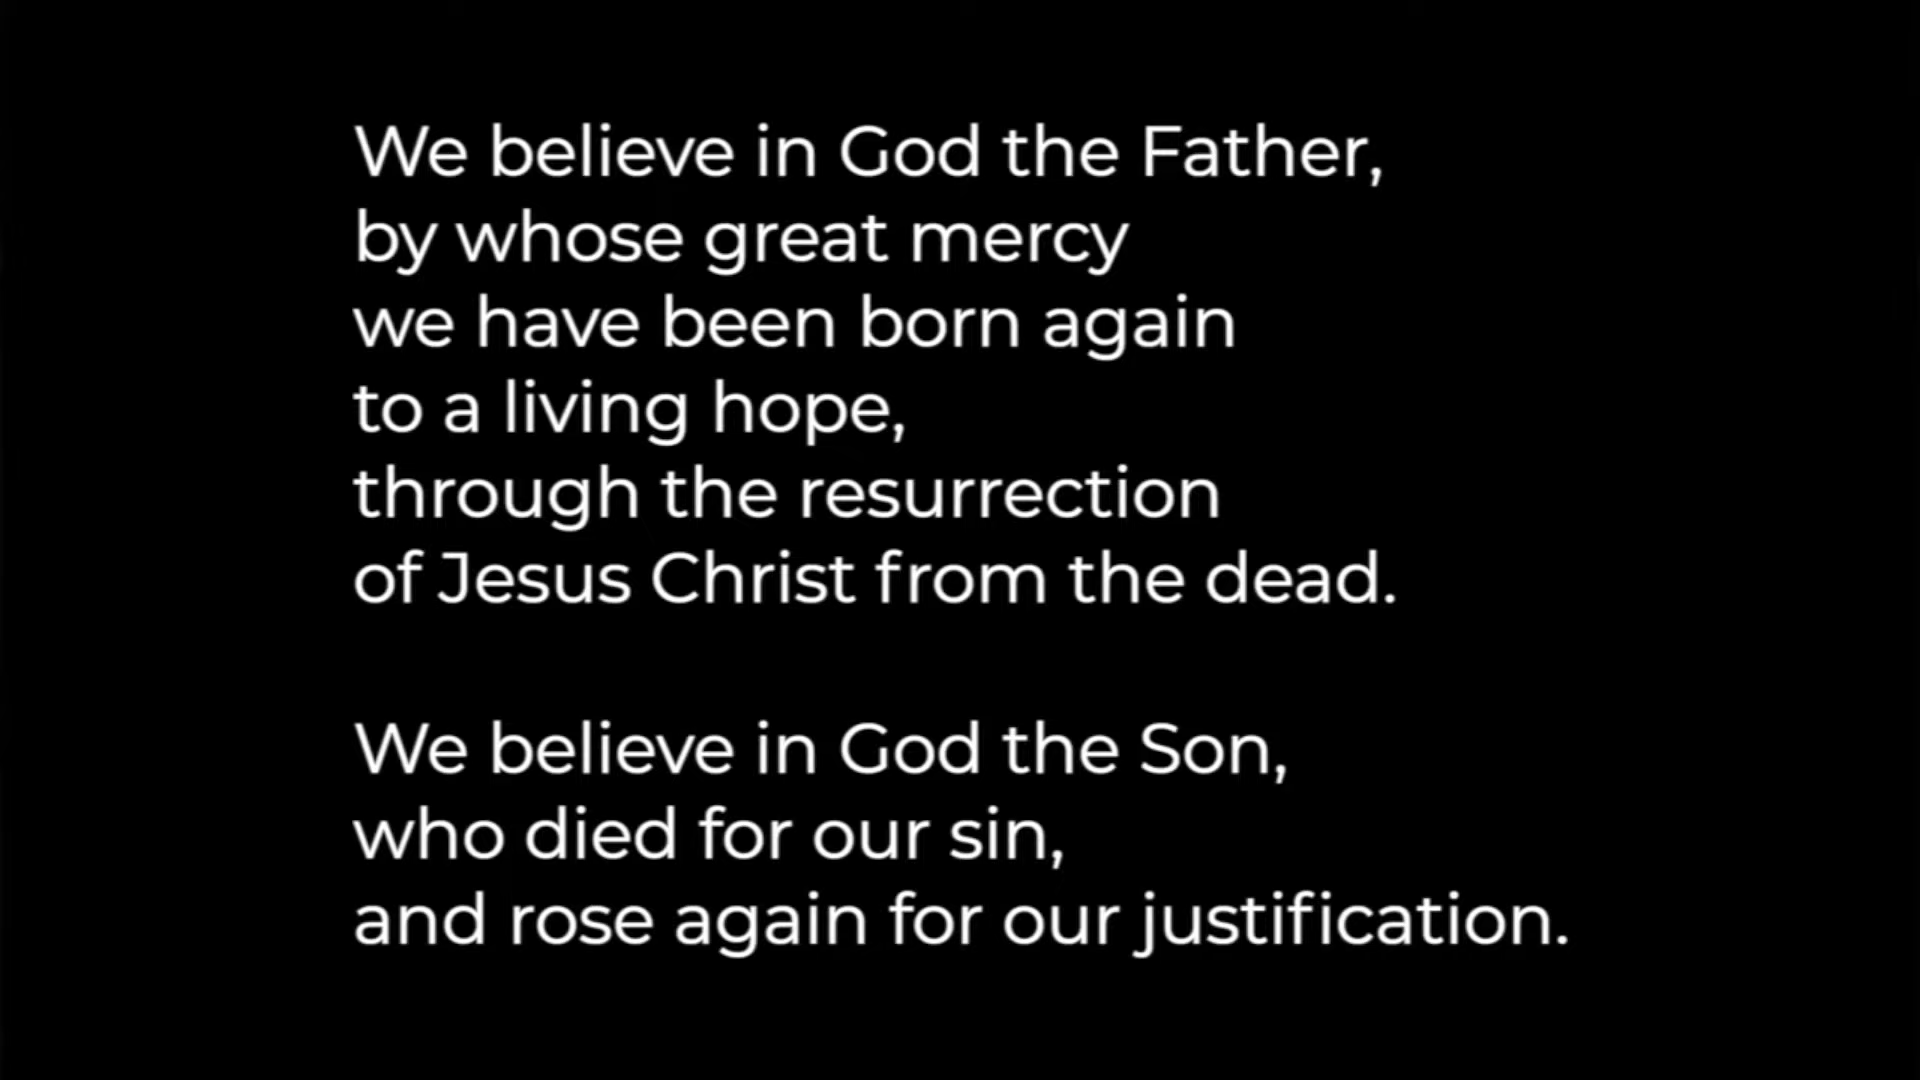 We believe in God the Father,
by whose great mercy
we have been born again
to a living hope,
through the resurrection
of Jesus Christ from the dead.
We believe in God the Son,
who died for our sin,
and rose again for our justification.